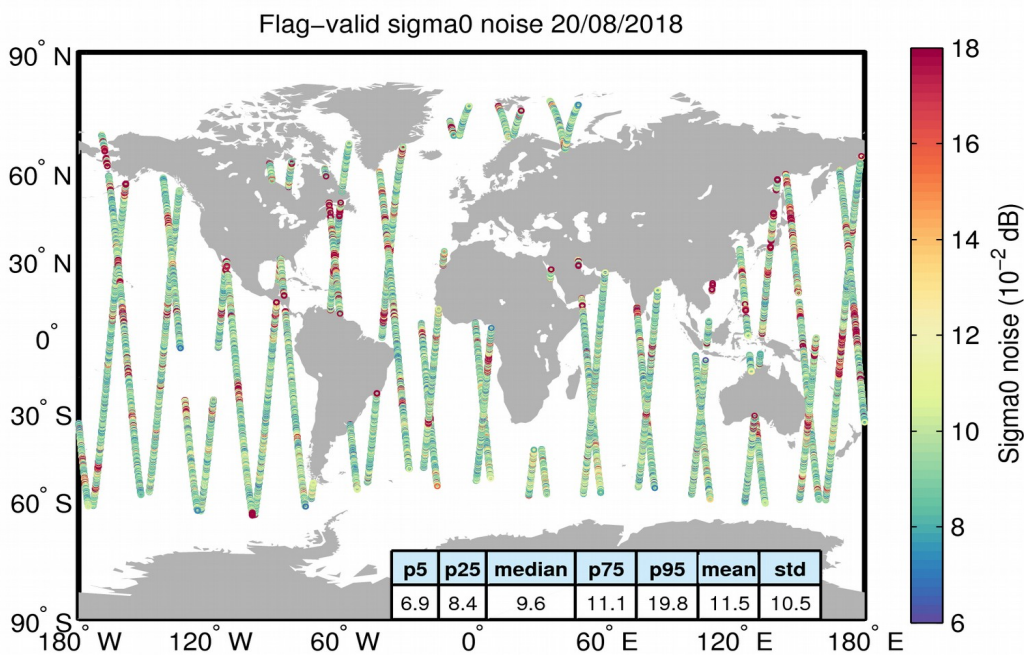 Flag−valid sigma0 noise 20/08/2018
90° N
60° N
30° N
0°
30° S
60° S
90° S
180° W
120° W
60° W
0°
60° E
120° E
180° E
p5 p25 median p75 p95 mean std
6.9 8.4 9.6 11.1 19.8 11.5 10.5
18
16
14
12
10
8
6
Sigma0 noise (10⁻² dB)